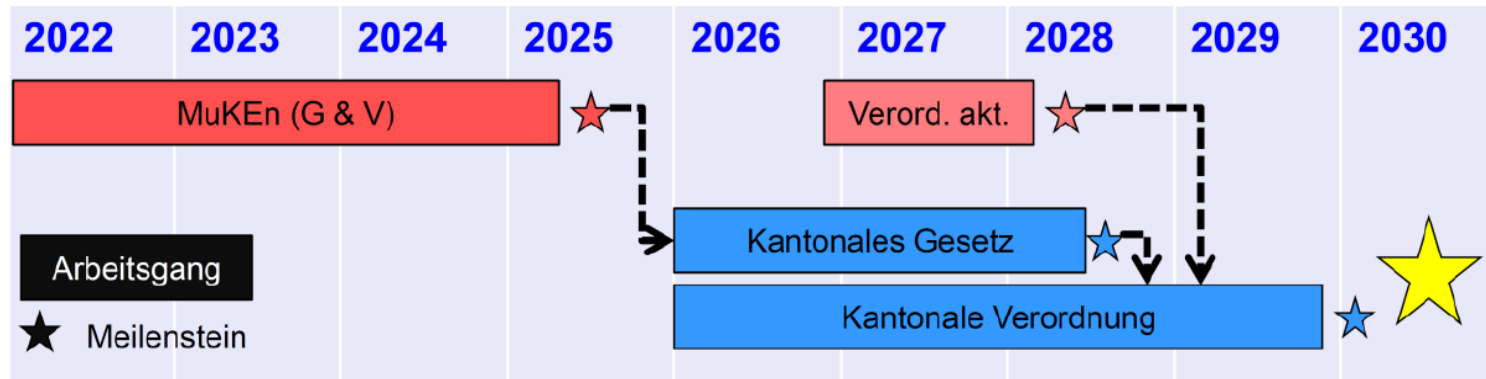 2022 2023 2024 2025 2026 2027 2028 2029 2030
MuKEn (G & V)
Verord. akt.
Kantonales Gesetz
Arbeitsgang
Kantonale Verordnung
Meilenstein